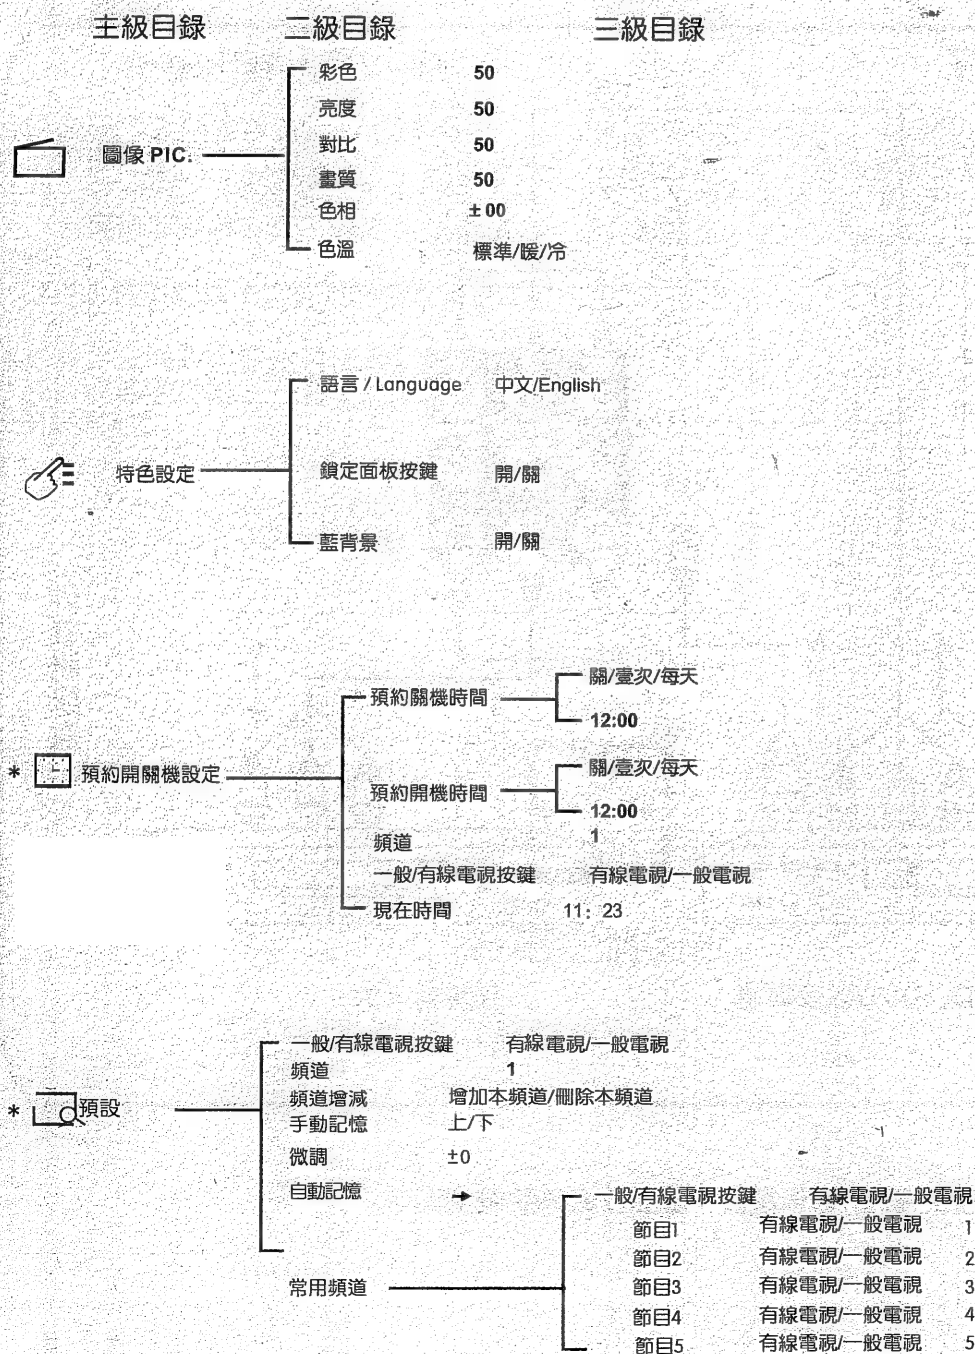 主級目錄 二級目錄 三級目錄
彩色 50
亮度 50
對比 50
圖像 PIC.
畫質 50
色相 ±00
色溫 標準/暖/冷
語言 / Language 中文/English
特色設定 鎖定面板按鍵 開/關
藍背景 開/關
預約關機時間 關/壹次/每天
12:00
* 預約開關機設定
預約開機時間 關/壹次/每天
12:00
頻道 1
一般/有線電視按鍵 有線電視/一般電視
現在時間 11: 23
一般/有線電視按鍵 有線電視/一般電視
頻道 1
* 預設
頻道增減 增加本頻道/刪除本頻道
手動記憶 上/下
微調 ±0
自動記憶 → 一般/有線電視按鍵 有線電視/一般電視
節目1 有線電視/一般電視 1
節目2 有線電視/一般電視 2
常用頻道 節目3 有線電視/一般電視 3
節目4 有線電視/一般電視 4
節目5 有線電視/一般電視 5